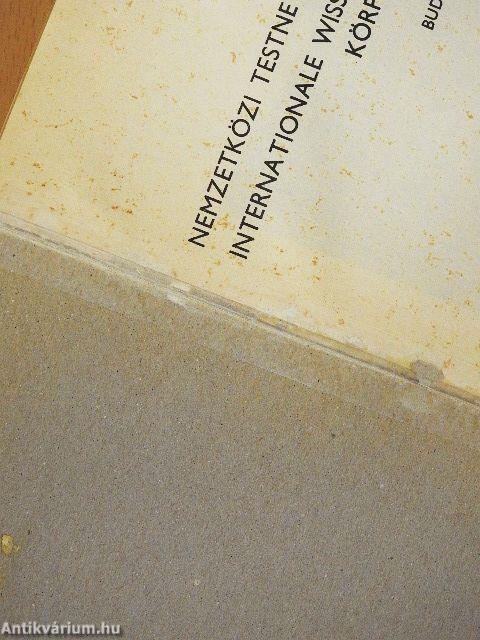 NEMZETKÖZI TESTNE
INTERNATIONALE WISS
KÖRP
BUD
Antikvárium.hu